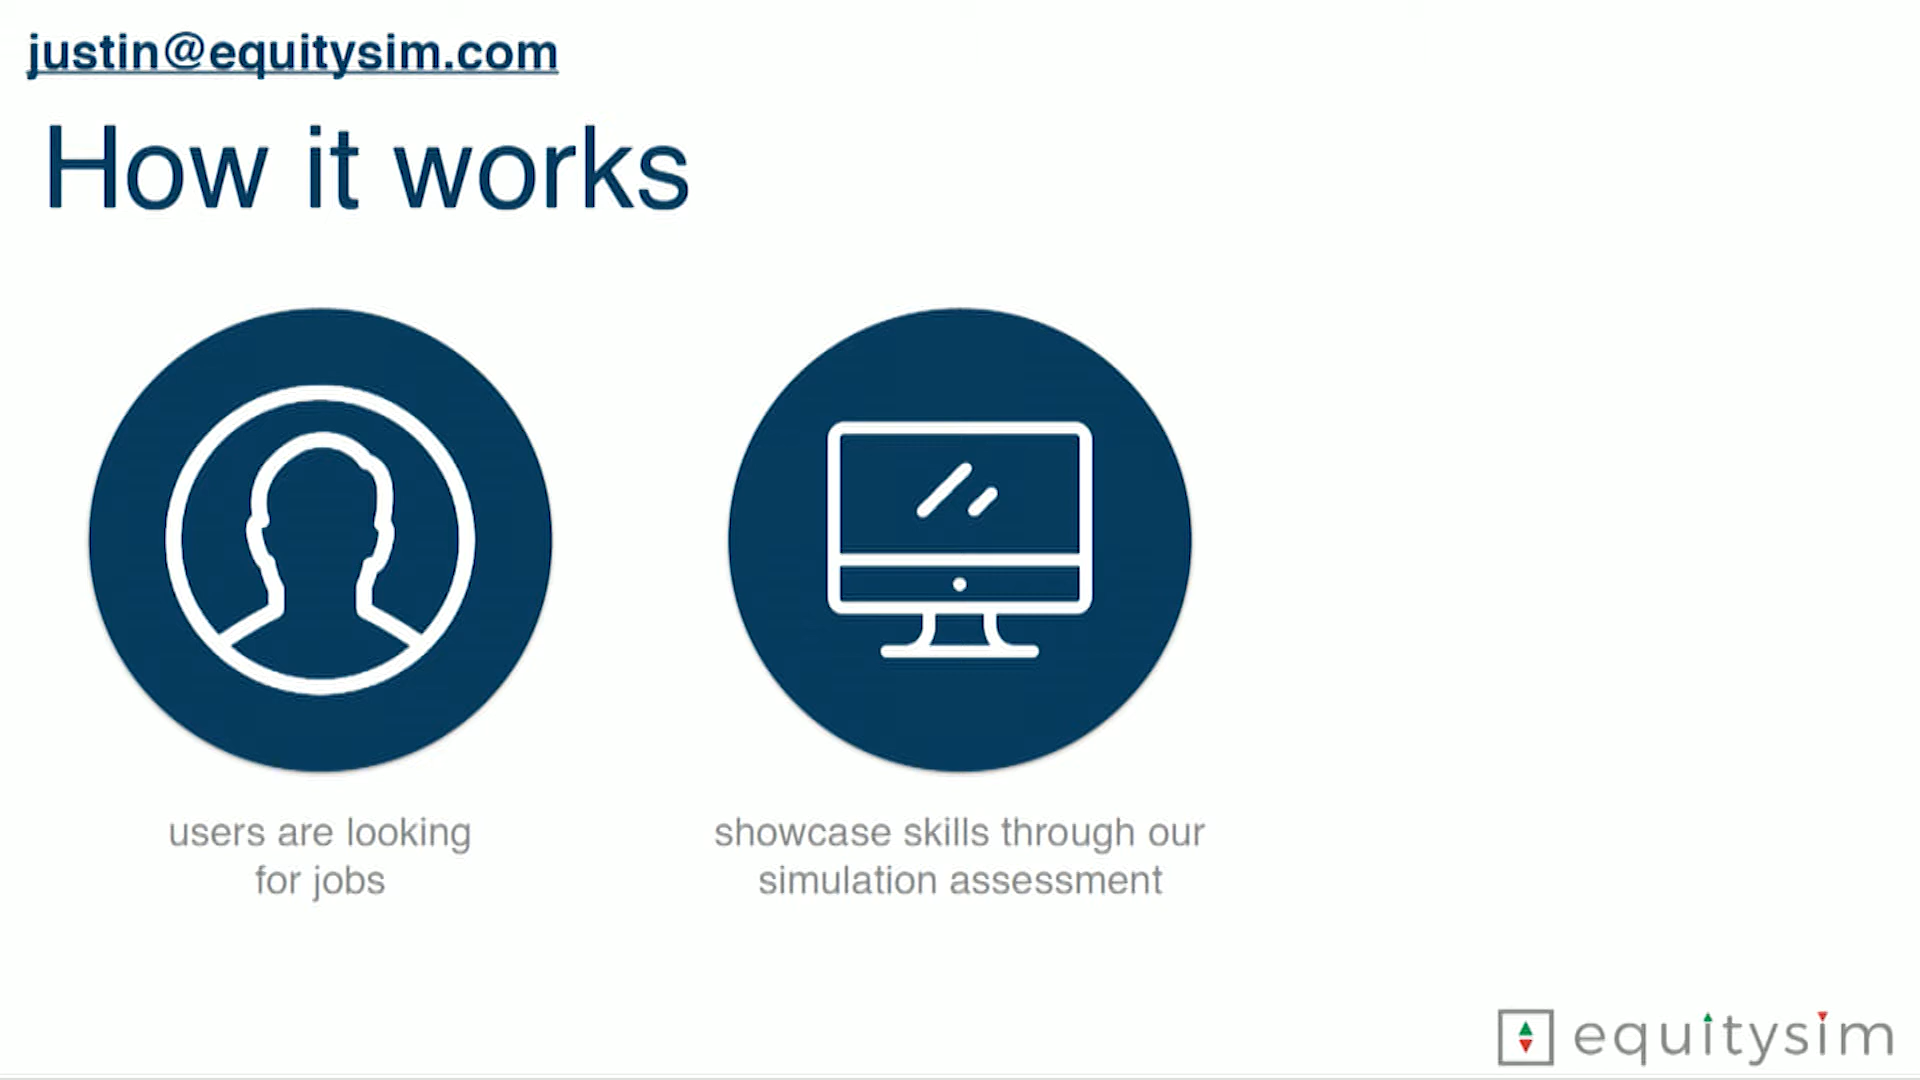 justin@equitysim.com
How it works
users are looking
for jobs
showcase skills through our
simulation assessment
equitysim